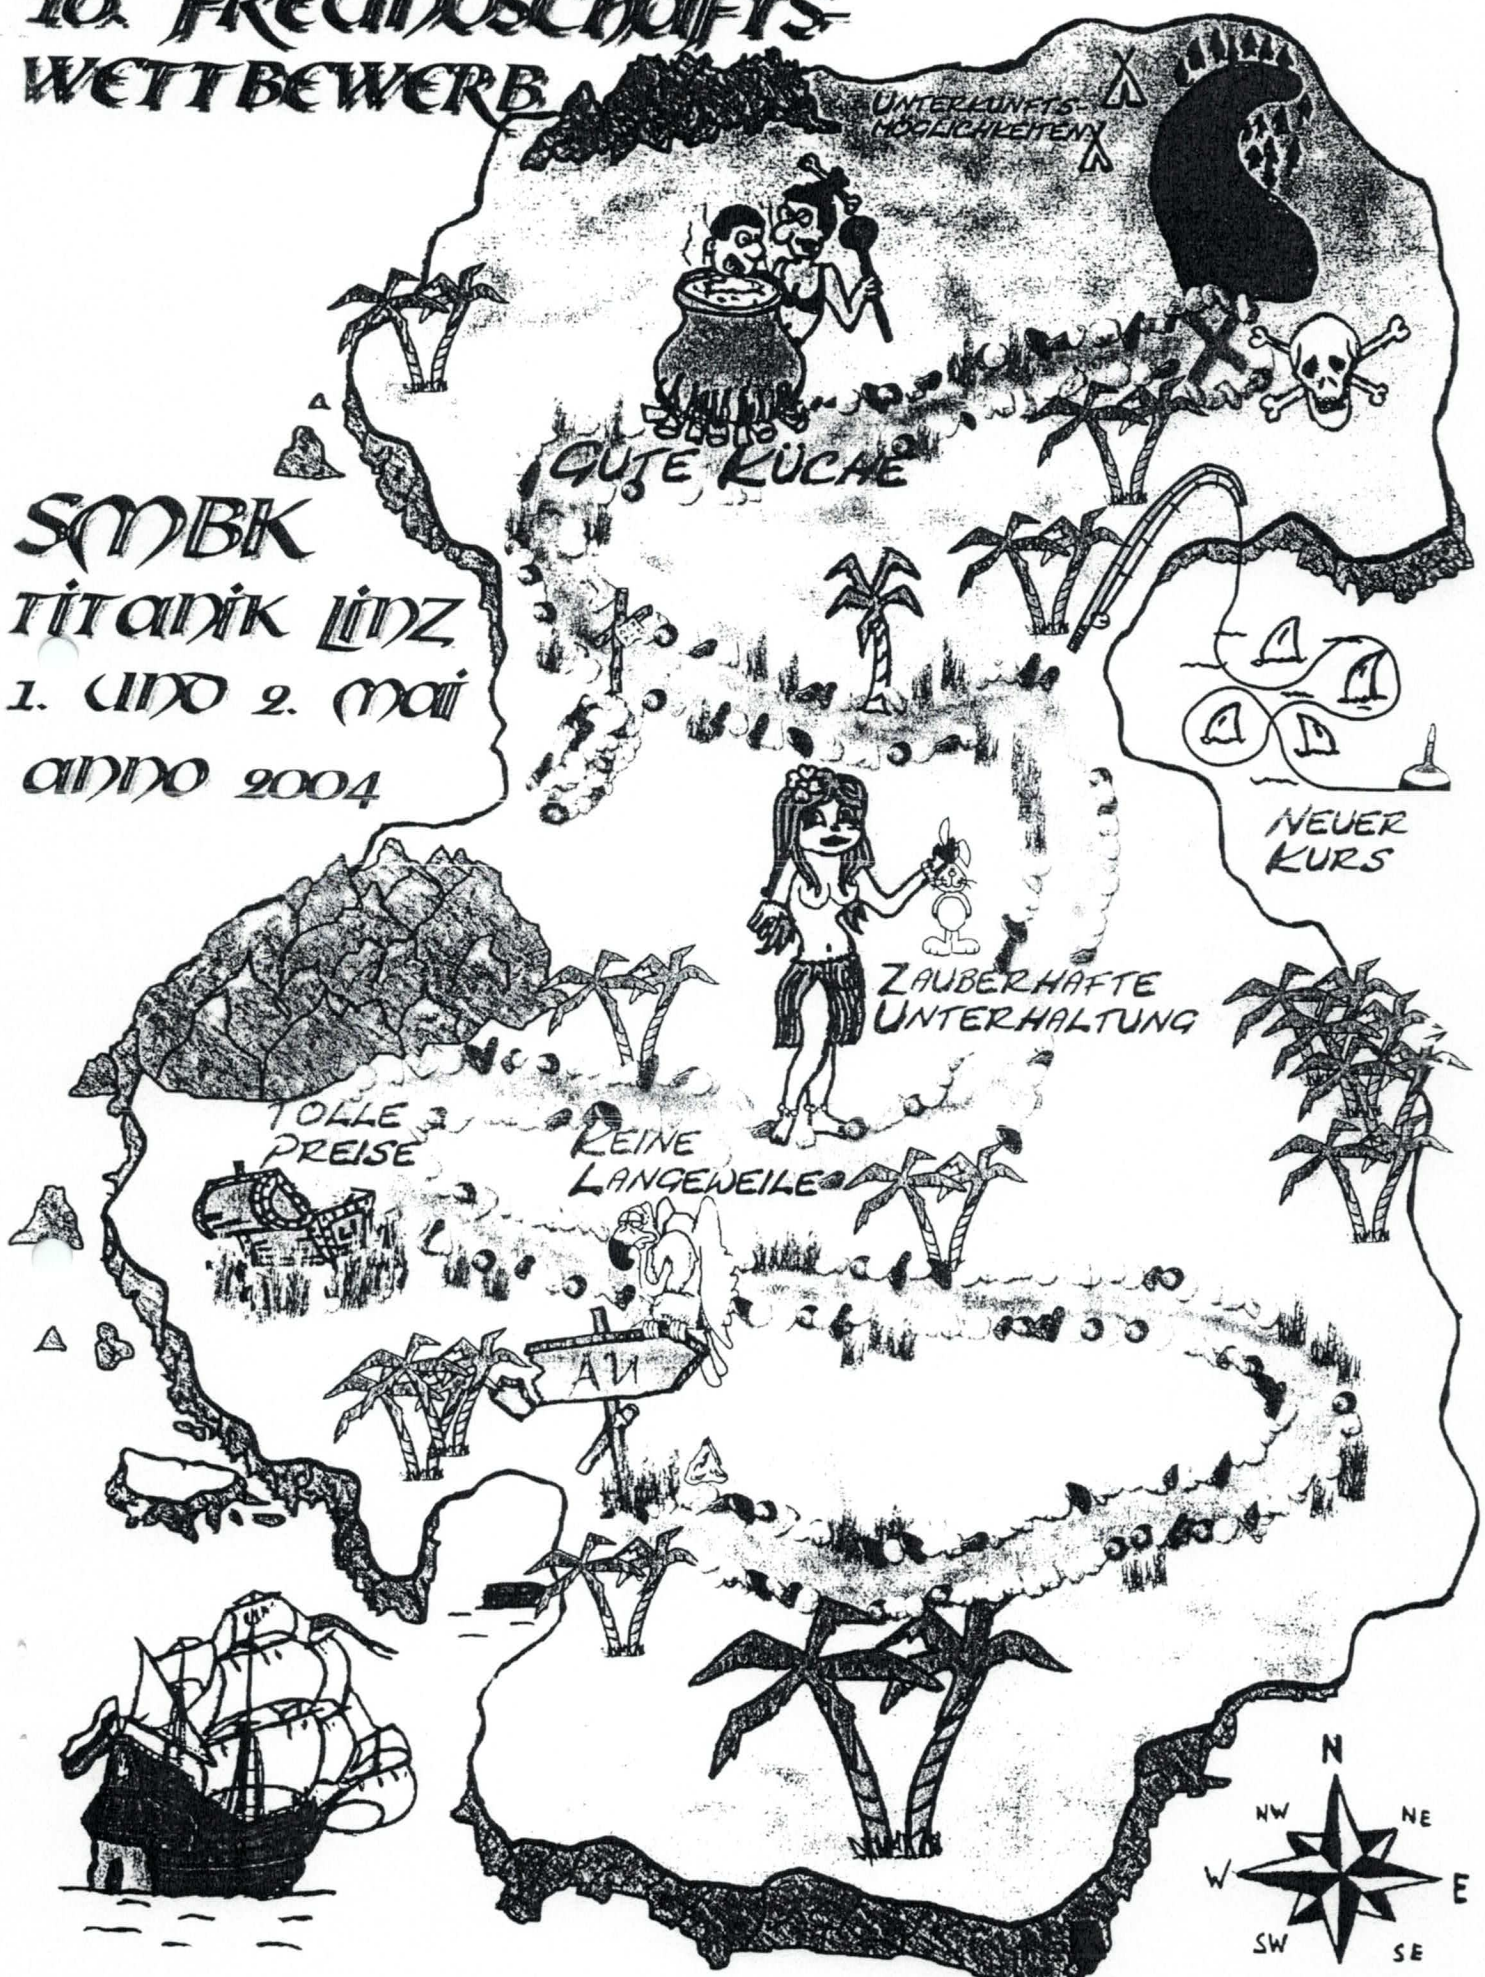 10. FREUNDSCHAFTS-
WETTBEWERB
UNTERKUNFTS-
MÖGLICHKEITEN
GUTE KÜCHE
SMBK
TITANIK LINZ
1. UND 2. MAI
ANNO 2004
NEUER
KURS
ZAUBERHAFTE
UNTERHALTUNG
TOLLE
PREISE
KEINE
LANGEWEILE
N
NW NE
W E
SW SE